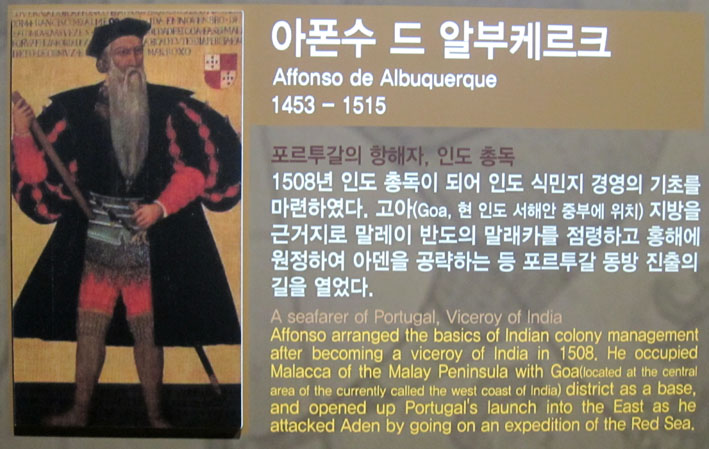 아폰수 드 알부케르크
Affonso de Albuquerque
1453 - 1515
포르투갈의 항해자, 인도 총독
1508년 인도 총독이 되어 인도 식민지 경영의 기초를
마련하였다. 고아(Goa, 현 인도 서해안 중부에 위치) 지방을
근거지로 말레이 반도의 말래카를 점령하고 홍해에
원정하여 아덴을 공략하는 등 포르투갈 동방 진출의
길을 열었다.
A seafarer of Portugal, Viceroy of India
Affonso arranged the basics of Indian colony management
after becoming a viceroy of India in 1508. He occupied
Malacca of the Malay Peninsula with Goa(located at the central
area of the currently called the west coast of India) district as a base,
and opened up Portugal's launch into the East as he
attacked Aden by going on an expedition of the Red Sea.